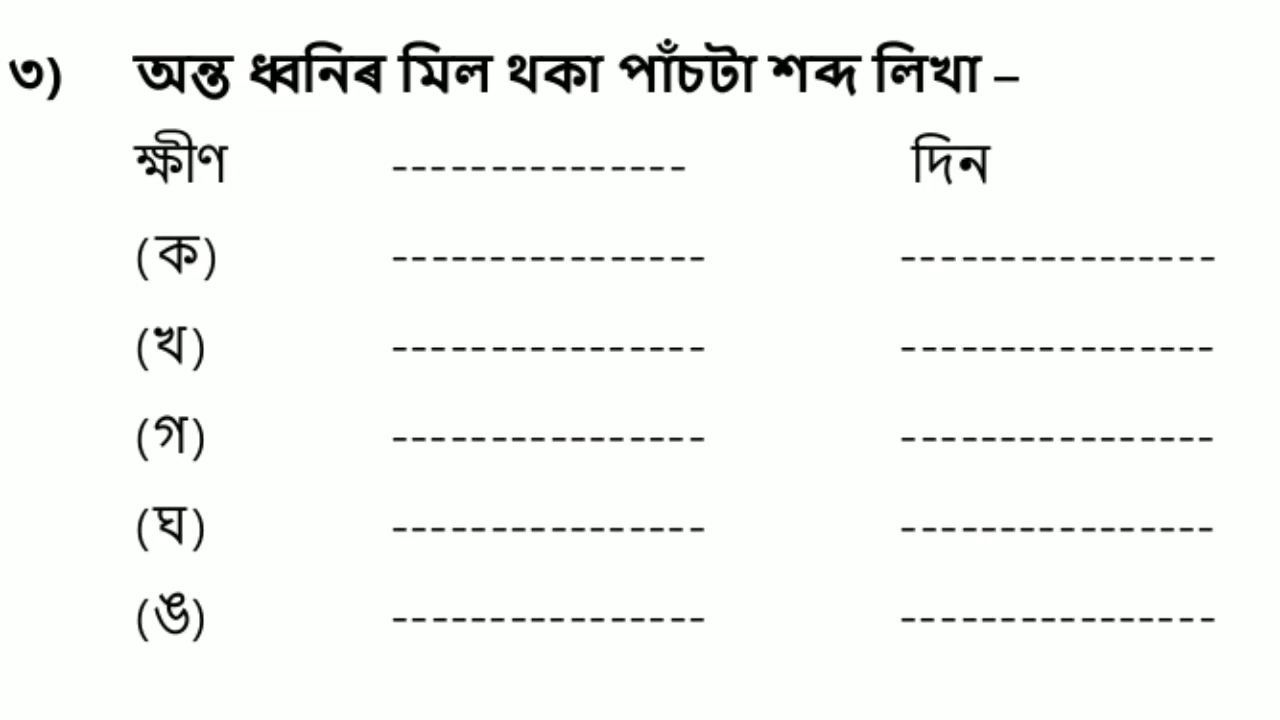 ৩) অন্ত ধ্বনিৰ মিল থকা পাঁচটা শব্দ লিখা –
ক্ষীণ --------------- দিন
(ক) ---------------- ----------------
(খ) ---------------- ----------------
(গ) ---------------- ----------------
(ঘ) ---------------- ----------------
(ঙ) ---------------- ----------------